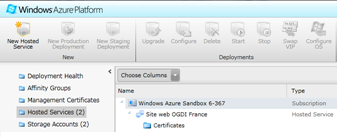 Windows Azure Platform
New Hosted Service
New Production Deployment
New Staging Deployment
Upgrade
Configure
Delete
Start
Stop
Swap VIP
Configure OS
New
Deployments
Deployment Health
Affinity Groups
Management Certificates
Hosted Services (2)
Storage Accounts (2)
Choose Columns
Name
Type
Windows Azure Sandbox 6-367
Subscription
Site web OGDI France
Hosted Service
Certificates